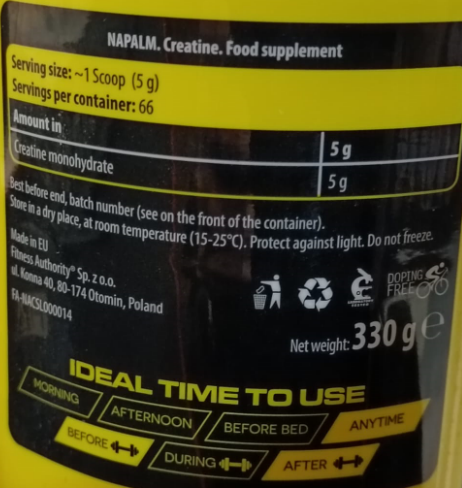 NAPALM. Creatine. Food supplement
Serving size: ~1 Scoop (5 g)
Servings per container: 66
Amount in 5 g
Creatine monohydrate 5 g
Best before end, batch number (see on the front of the container).
Store in a dry place, at room temperature (15-25°C). Protect against light. Do not freeze.
Made in EU
Fitness Authority® Sp. z o.o.
ul. Konna 40, 80-174 Otomin, Poland
FA-NACSL000014
DOPING
FREE
Net weight: 330 g e
IDEAL TIME TO USE
MORNING AFTERNOON BEFORE BED ANYTIME
BEFORE DURING AFTER